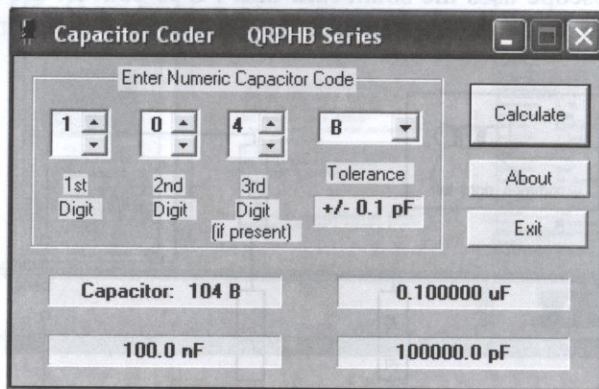 Capacitor Coder QRPHB Series
Enter Numeric Capacitor Code
1 0 4 B
1st Digit
2nd Digit
3rd Digit (if present)
Tolerance
+/- 0.1 pF
Calculate
About
Exit
Capacitor: 104 B
0.100000 uF
100.0 nF
100000.0 pF